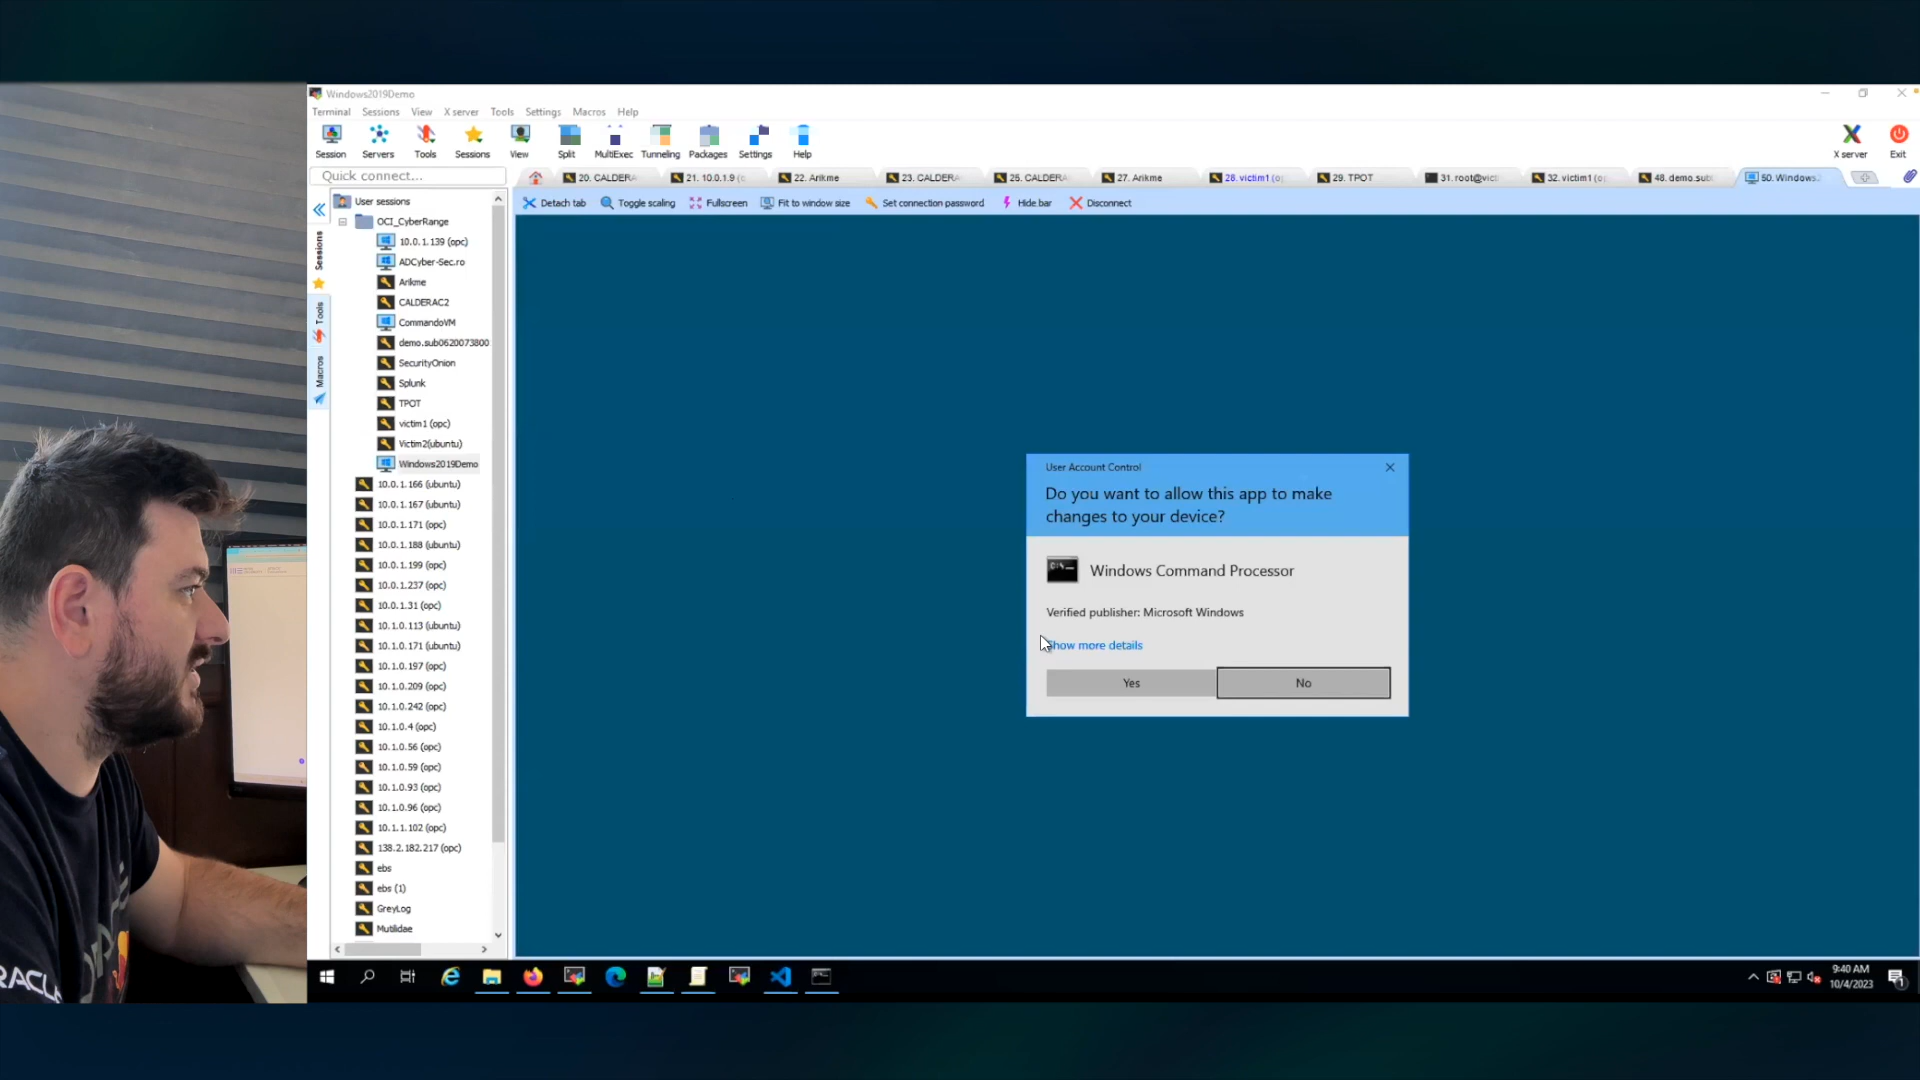 Windows2019Demo
Terminal Sessions View X server Tools Settings Macros Help
Session Servers Tools Sessions View Split MultiExec Tunneling Packages Settings Help X server Exit
Quick connect...
20. CALDERA 21. 10.0.1.9 (c 22. Arikme 23. CALDERA 25. CALDERA 27. Arikme 28. victim1 (o 29. TPOT 31. root@vict 32. victim1 (o 48. demo.sub 50. Windows
Detach tab Toggle scaling Fullscreen Fit to window size Set connection password Hide bar Disconnect
Sessions
Tools
Macros
User sessions
OCI_CyberRange
10.0.1.139 (opc)
ADCyber-Sec.ro
Arikme
CALDERAC2
CommandoVM
demo.sub0620073800
SecurityOnion
Splunk
TPOT
victim1 (opc)
Victim2(ubuntu)
Windows2019Demo
10.0.1.166 (ubuntu)
10.0.1.167 (ubuntu)
10.0.1.171 (opc)
10.0.1.188 (ubuntu)
10.0.1.199 (opc)
10.0.1.237 (opc)
10.0.1.31 (opc)
10.1.0.113 (ubuntu)
10.1.0.171 (ubuntu)
10.1.0.197 (opc)
10.1.0.209 (opc)
10.1.0.242 (opc)
10.1.0.4 (opc)
10.1.0.56 (opc)
10.1.0.59 (opc)
10.1.0.93 (opc)
10.1.0.96 (opc)
10.1.1.102 (opc)
138.2.182.217 (opc)
ebs
ebs (1)
GreyLog
Mutilidae
User Account Control
Do you want to allow this app to make
changes to your device?
Windows Command Processor
Verified publisher: Microsoft Windows
Show more details
Yes No
9:40 AM
10/4/2023
RACL